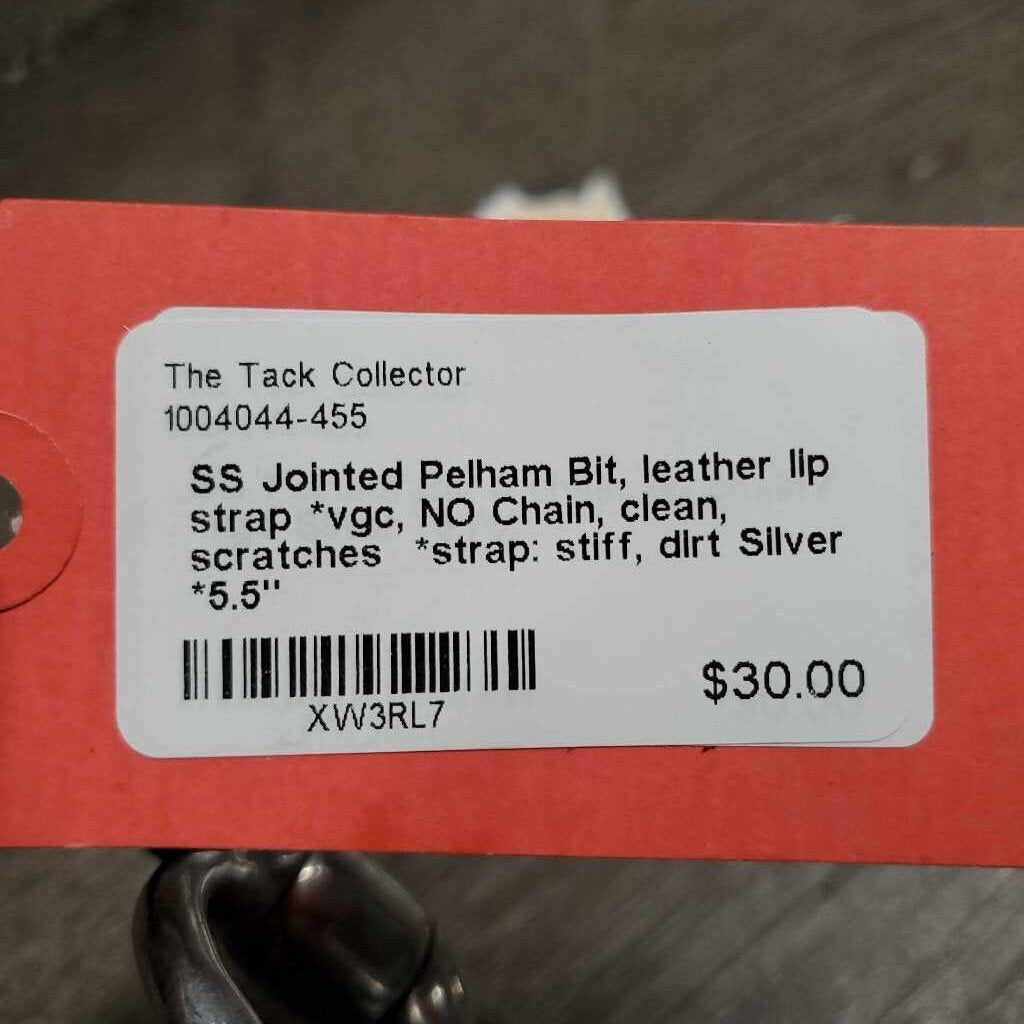 The Tack Collector
1004044-455
SS Jointed Pelham Bit, leather lip
strap *vgc, NO Chain, clean,
scratches *strap: stiff, dirt Silver
*5.5"
XW3RL7
$30.00